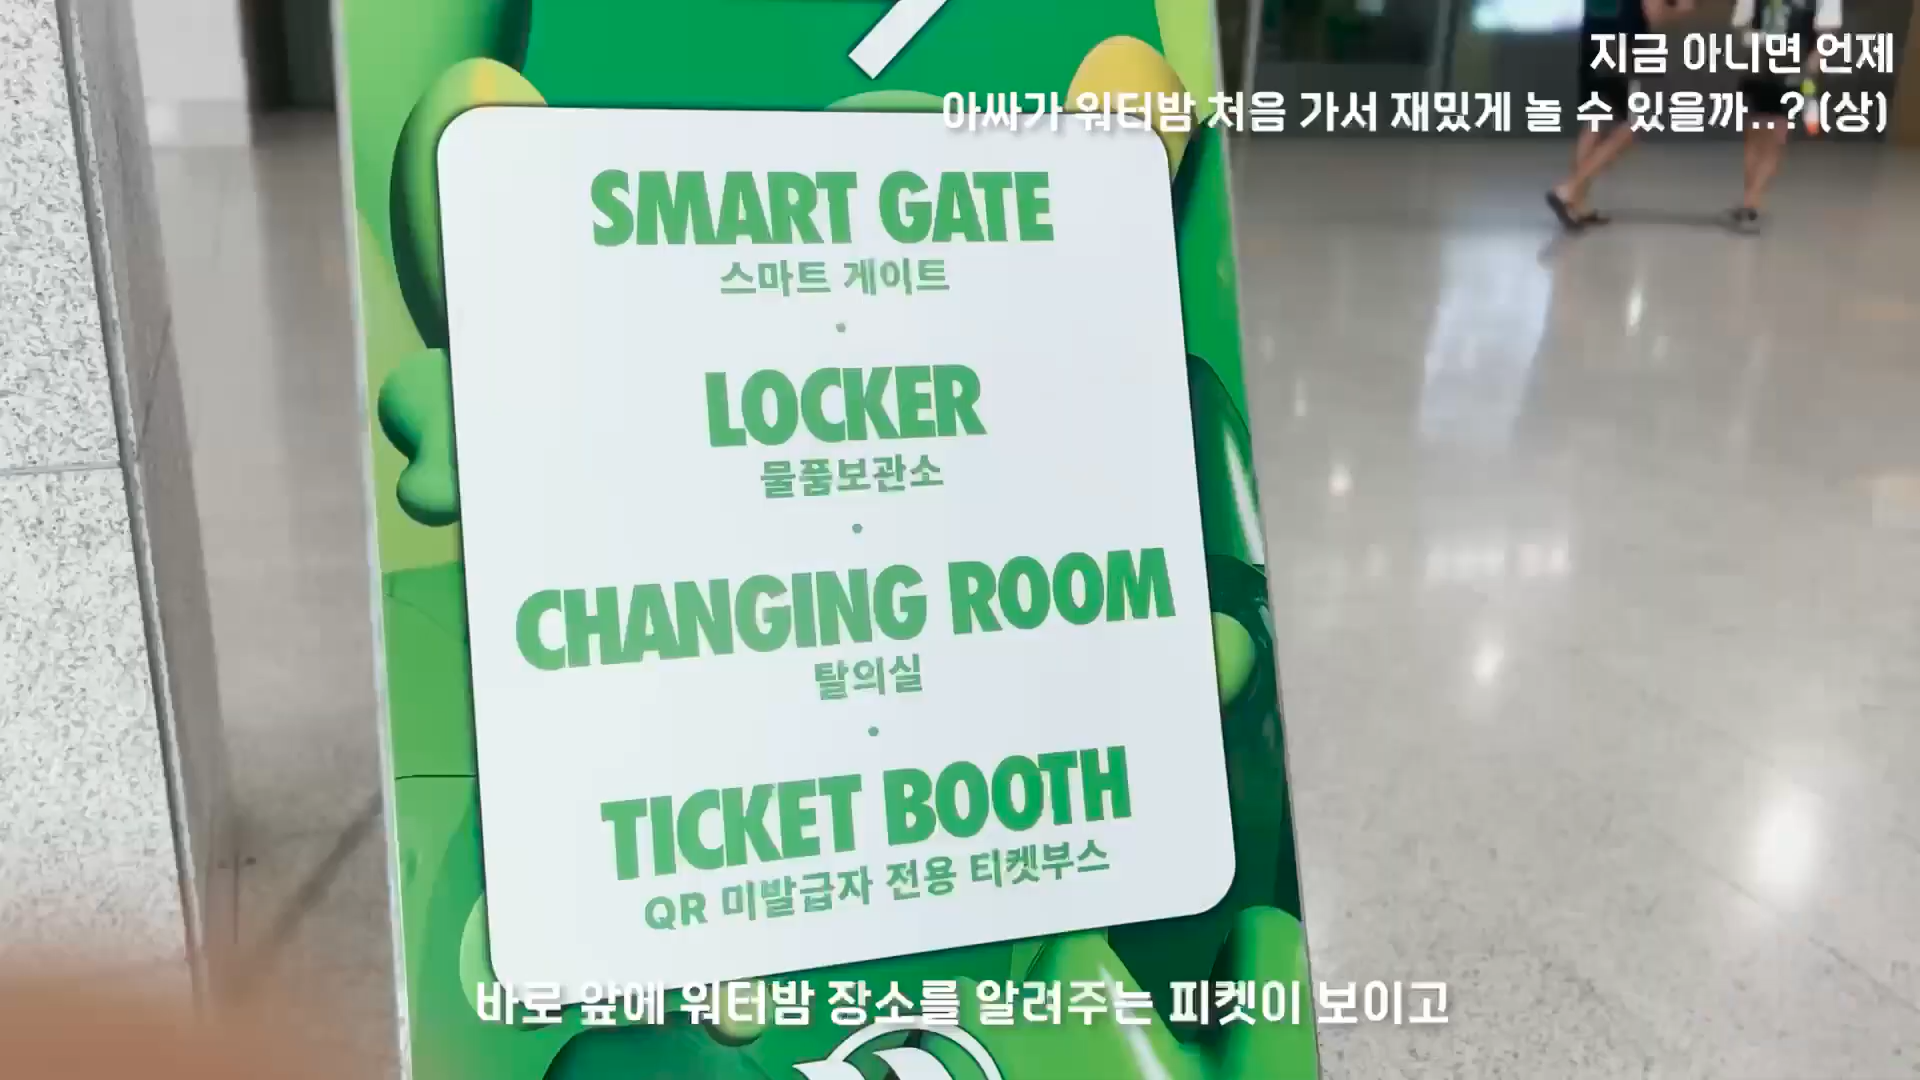 지금 아니면 언제
아싸가 워터밤 처음 가서 재밌게 놀 수 있을까..? (상)
SMART GATE
스마트 게이트
LOCKER
물품보관소
CHANGING ROOM
탈의실
TICKET BOOTH
QR 미발급자 전용 티켓부스
바로 앞에 워터밤 장소를 알려주는 피켓이 보이고